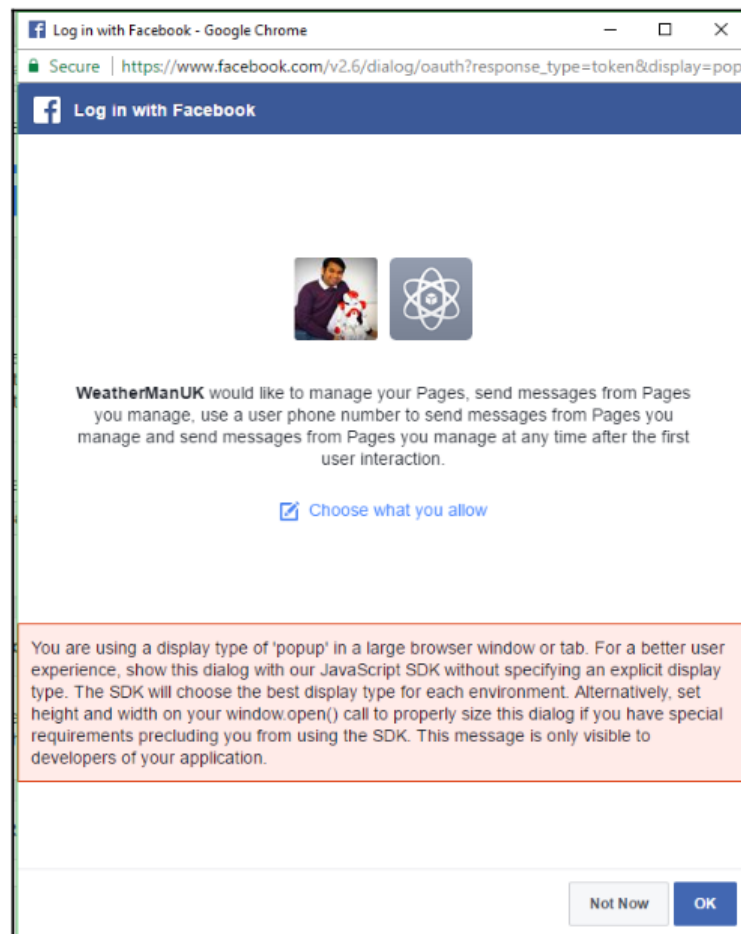 Log in with Facebook - Google Chrome
Secure | https://www.facebook.com/v2.6/dialog/oauth?response_type=token&display=pop
Log in with Facebook
WeatherManUK would like to manage your Pages, send messages from Pages
you manage, use a user phone number to send messages from Pages you
manage and send messages from Pages you manage at any time after the first
user interaction.
Choose what you allow
You are using a display type of 'popup' in a large browser window or tab. For a better user
experience, show this dialog with our JavaScript SDK without specifying an explicit display
type. The SDK will choose the best display type for each environment. Alternatively, set
height and width on your window.open() call to properly size this dialog if you have special
requirements precluding you from using the SDK. This message is only visible to
developers of your application.
Not Now OK